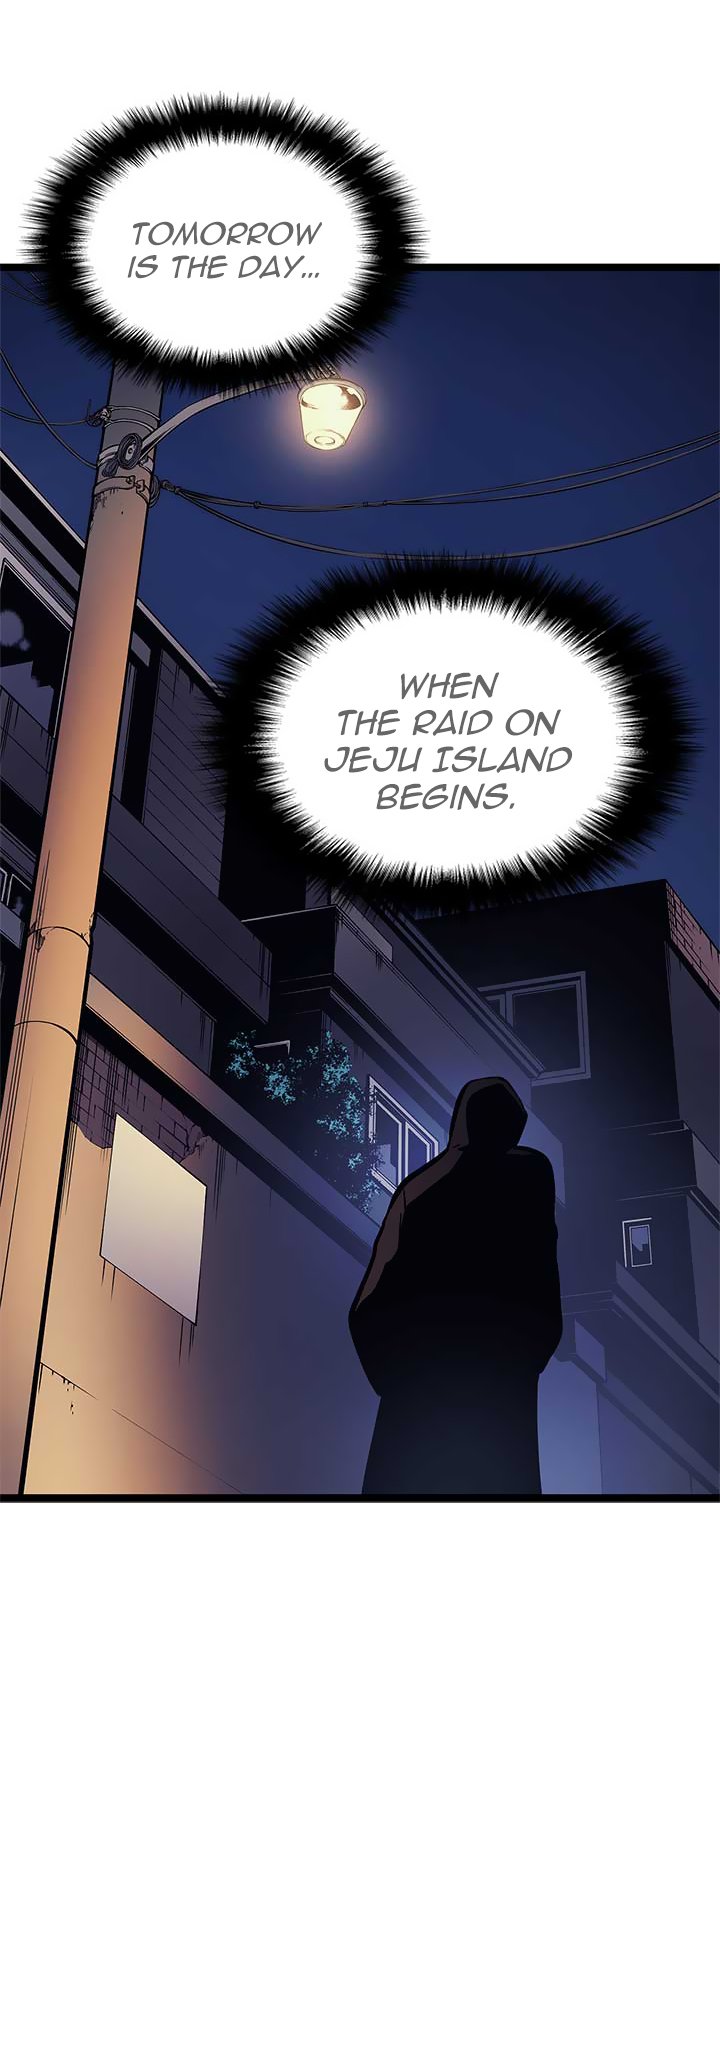 TOMORROW
IS THE DAY...
WHEN
THE RAID ON
JEJU ISLAND
BEGINS.